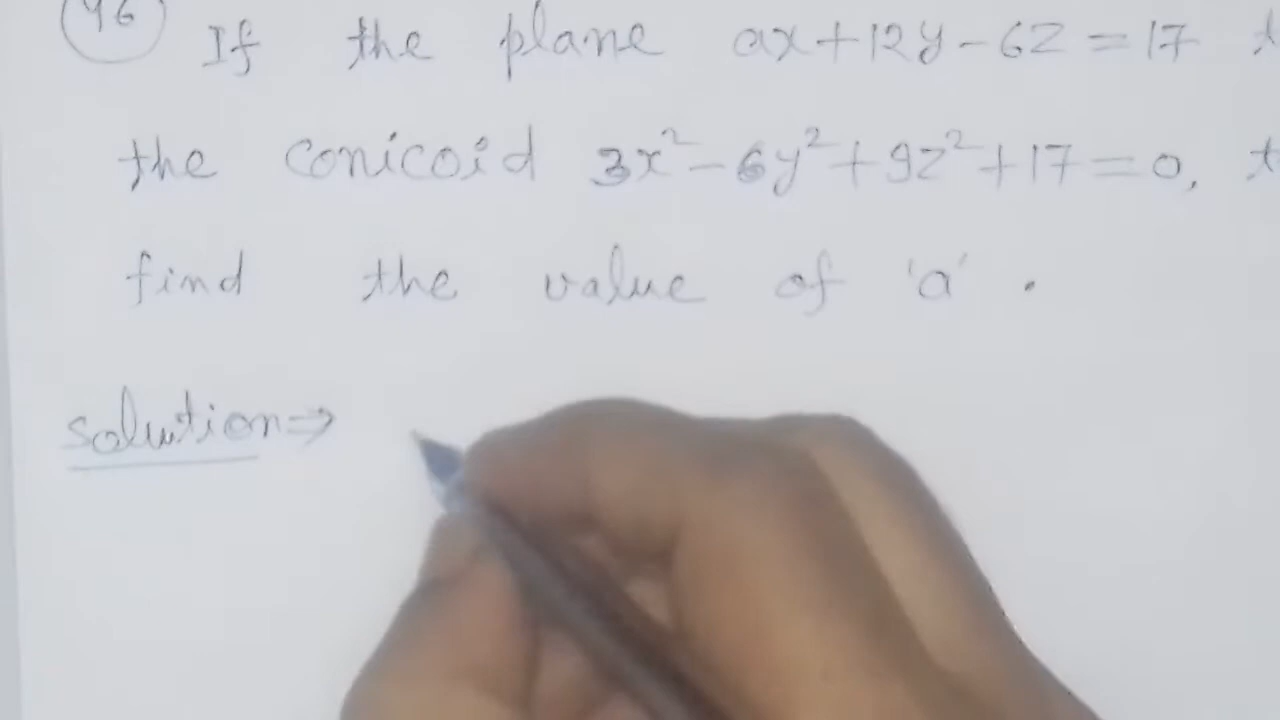 46 If the plane ax+12y-6z=17 t
the conicoid 3x²-6y²+9z²+17=0, t
find the value of 'a'.
Solution⇒